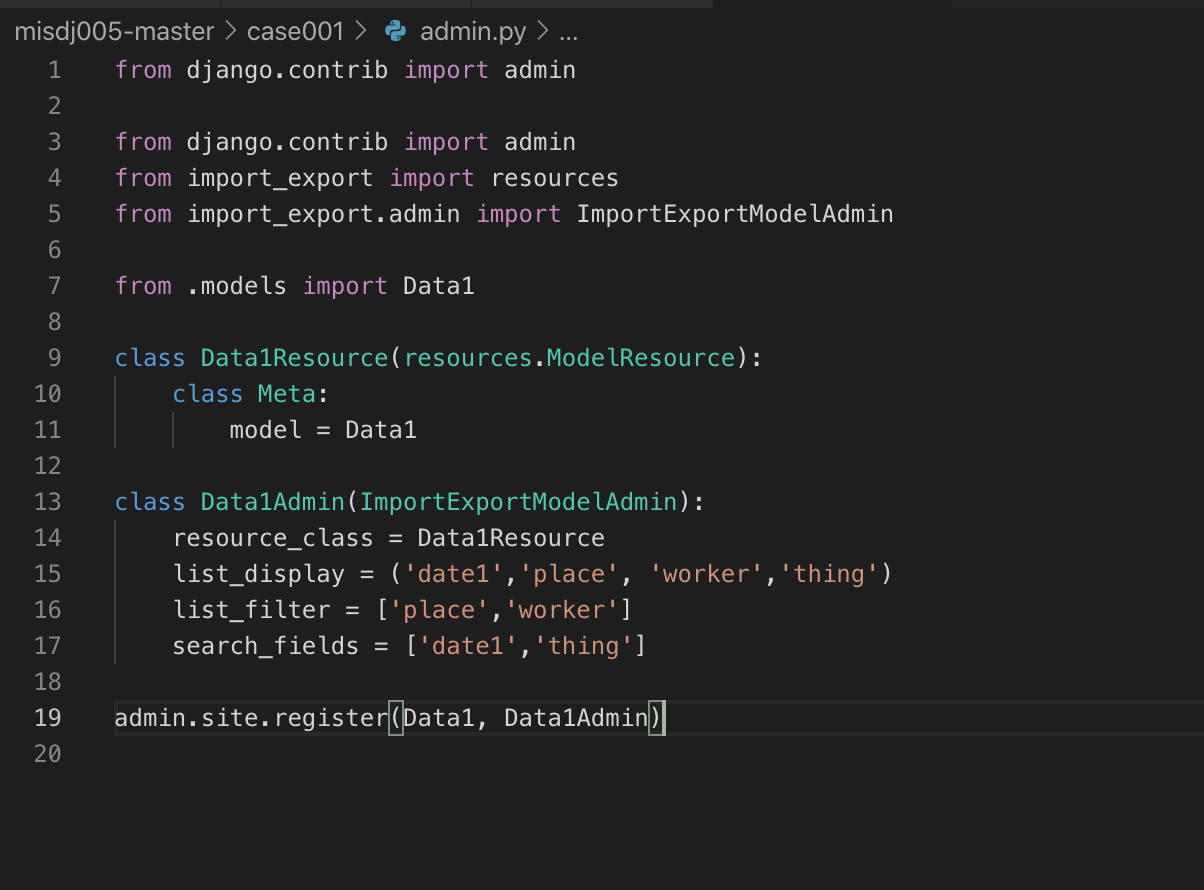 misdj005-master > case001 > admin.py > ...
1 from django.contrib import admin
2
3 from django.contrib import admin
4 from import_export import resources
5 from import_export.admin import ImportExportModelAdmin
6
7 from .models import Data1
8
9 class Data1Resource(resources.ModelResource):
10     class Meta:
11         model = Data1
12
13 class Data1Admin(ImportExportModelAdmin):
14     resource_class = Data1Resource
15     list_display = ('date1','place', 'worker','thing')
16     list_filter = ['place','worker']
17     search_fields = ['date1','thing']
18
19 admin.site.register(Data1, Data1Admin)
20